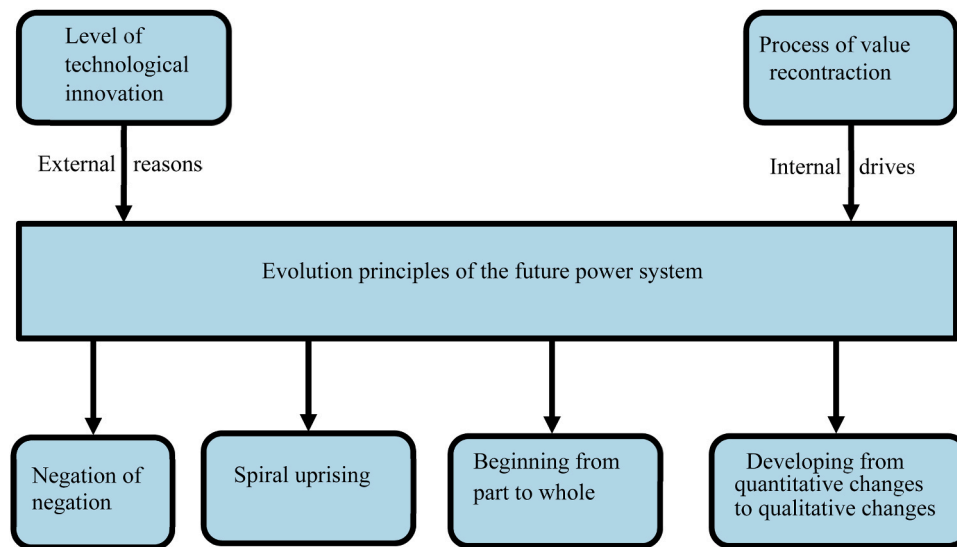 Level of
technological
innovation
Process of value
recontraction
External reasons
Internal drives
Evolution principles of the future power system
Negation of
negation
Spiral uprising
Beginning from
part to whole
Developing from
quantitative changes
to qualitative changes